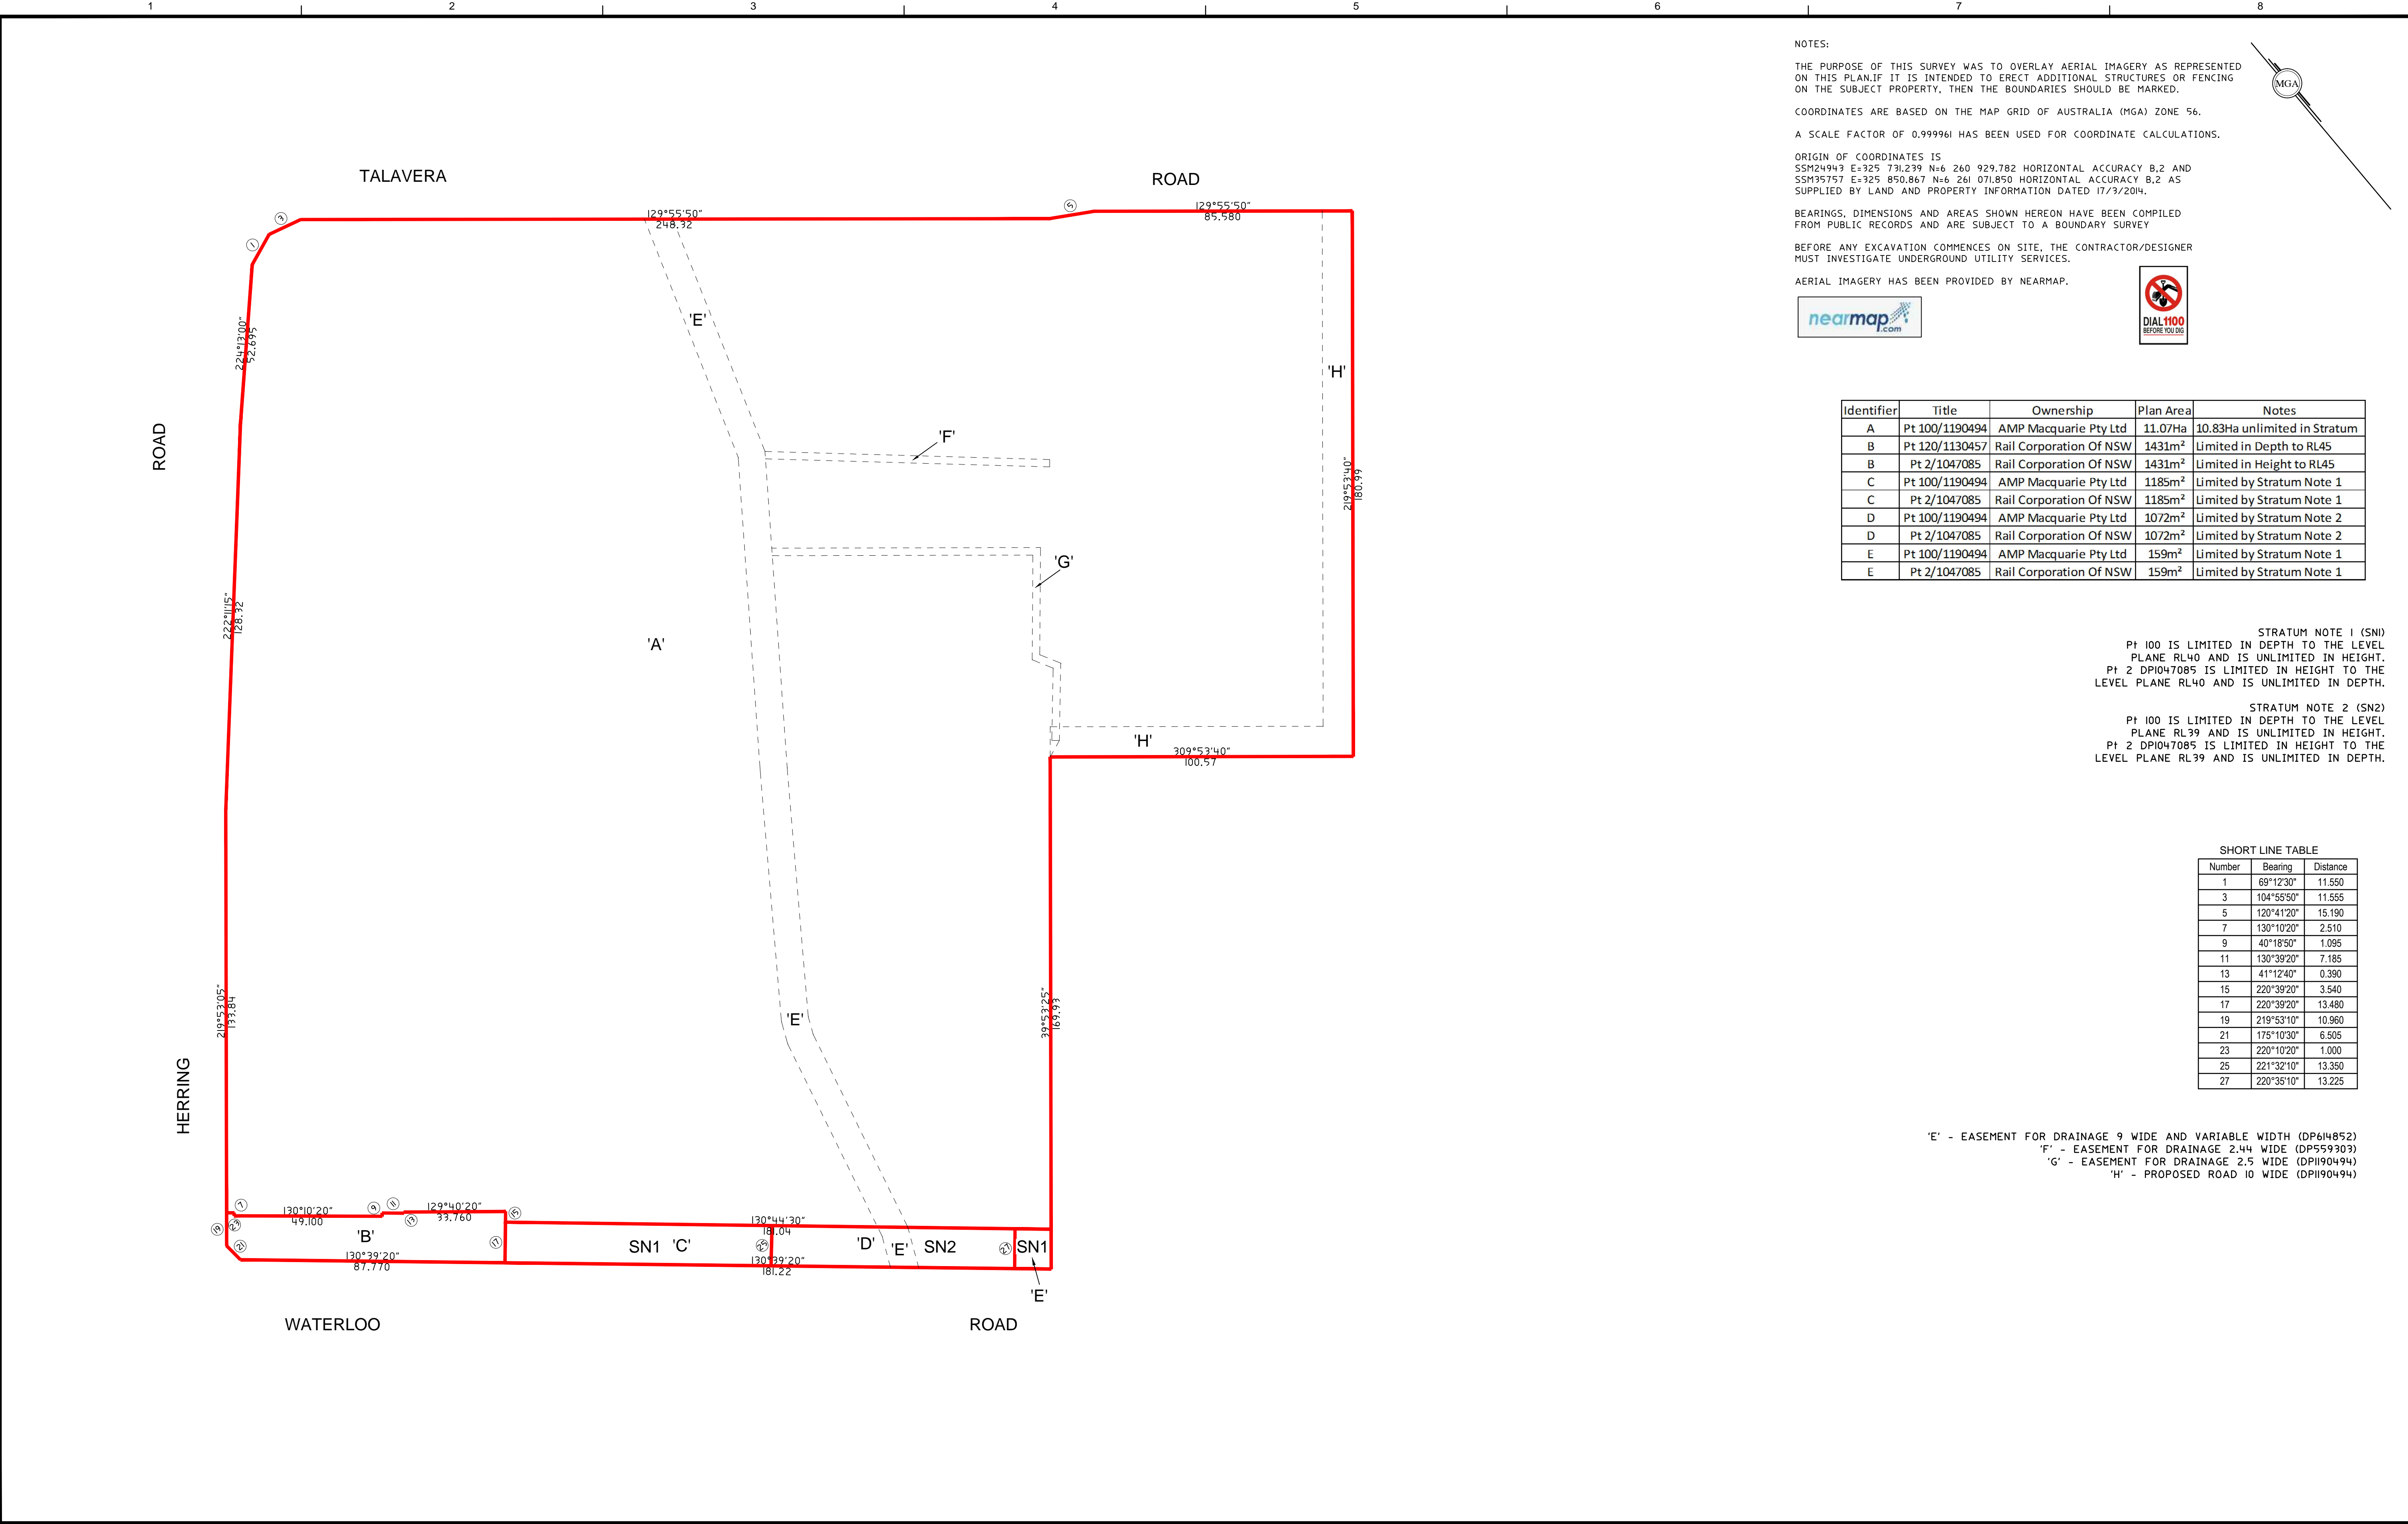 1 2 3 4 5 6 7 8
NOTES:
THE PURPOSE OF THIS SURVEY WAS TO OVERLAY AERIAL IMAGERY AS REPRESENTED
ON THIS PLAN.IF IT IS INTENDED TO ERECT ADDITIONAL STRUCTURES OR FENCING
ON THE SUBJECT PROPERTY, THEN THE BOUNDARIES SHOULD BE MARKED.
COORDINATES ARE BASED ON THE MAP GRID OF AUSTRALIA (MGA) ZONE 56.
A SCALE FACTOR OF 0.999961 HAS BEEN USED FOR COORDINATE CALCULATIONS.
ORIGIN OF COORDINATES IS
SSM24943 E=325 731.239 N=6 260 929.782 HORIZONTAL ACCURACY B,2 AND
SSM35757 E=325 850.867 N=6 261 071.850 HORIZONTAL ACCURACY B,2 AS
SUPPLIED BY LAND AND PROPERTY INFORMATION DATED 17/3/2014.
BEARINGS, DIMENSIONS AND AREAS SHOWN HEREON HAVE BEEN COMPILED
FROM PUBLIC RECORDS AND ARE SUBJECT TO A BOUNDARY SURVEY
BEFORE ANY EXCAVATION COMMENCES ON SITE, THE CONTRACTOR/DESIGNER
MUST INVESTIGATE UNDERGROUND UTILITY SERVICES.
AERIAL IMAGERY HAS BEEN PROVIDED BY NEARMAP.
nearmap
.com
DIAL1100
BEFORE YOU DIG
MGA
TALAVERA
ROAD
3
1
5
129°55'50"
248.32
129°55'50"
85.580
'E'
'H'
224°13'00"
52.695
ROAD
'F'
219°53'40"
180.99
'G'
222°11'15"
128.32
'A'
'H'
309°53'40"
100.57
219°53'05"
133.84
'E'
39°53'25"
169.93
HERRING
7
9
11
13
15
17
19
21
23
25
27
130°10'20"
49.100
129°40'20"
33.760
130°44'30"
181.04
'B'
SN1 'C'
'D'
'E'
SN2
SN1
130°39'20"
87.770
130°39'20"
181.22
'E'
WATERLOO
ROAD
Identifier Title Ownership Plan Area Notes
A Pt 100/1190494 AMP Macquarie Pty Ltd 11.07Ha 10.83Ha unlimited in Stratum
B Pt 120/1130457 Rail Corporation Of NSW 1431m² Limited in Depth to RL45
B Pt 2/1047085 Rail Corporation Of NSW 1431m² Limited in Height to RL45
C Pt 100/1190494 AMP Macquarie Pty Ltd 1185m² Limited by Stratum Note 1
C Pt 2/1047085 Rail Corporation Of NSW 1185m² Limited by Stratum Note 1
D Pt 100/1190494 AMP Macquarie Pty Ltd 1072m² Limited by Stratum Note 2
D Pt 2/1047085 Rail Corporation Of NSW 1072m² Limited by Stratum Note 2
E Pt 100/1190494 AMP Macquarie Pty Ltd 159m² Limited by Stratum Note 1
E Pt 2/1047085 Rail Corporation Of NSW 159m² Limited by Stratum Note 1
STRATUM NOTE 1 (SN1)
Pt 100 IS LIMITED IN DEPTH TO THE LEVEL
PLANE RL40 AND IS UNLIMITED IN HEIGHT.
Pt 2 DP1047085 IS LIMITED IN HEIGHT TO THE
LEVEL PLANE RL40 AND IS UNLIMITED IN DEPTH.
STRATUM NOTE 2 (SN2)
Pt 100 IS LIMITED IN DEPTH TO THE LEVEL
PLANE RL39 AND IS UNLIMITED IN HEIGHT.
Pt 2 DP1047085 IS LIMITED IN HEIGHT TO THE
LEVEL PLANE RL39 AND IS UNLIMITED IN DEPTH.
SHORT LINE TABLE
Number Bearing Distance
1 69°12'30" 11.550
3 104°55'50" 11.555
5 120°41'20" 15.190
7 130°10'20" 2.510
9 40°18'50" 1.095
11 130°39'20" 7.185
13 41°12'40" 0.390
15 220°39'20" 3.540
17 220°39'20" 13.480
19 219°53'10" 10.960
21 175°10'30" 6.505
23 220°10'20" 1.000
25 221°32'10" 13.350
27 220°35'10" 13.225
'E' - EASEMENT FOR DRAINAGE 9 WIDE AND VARIABLE WIDTH (DP614852)
'F' - EASEMENT FOR DRAINAGE 2.44 WIDE (DP559303)
'G' - EASEMENT FOR DRAINAGE 2.5 WIDE (DP1190494)
'H' - PROPOSED ROAD 10 WIDE (DP1190494)